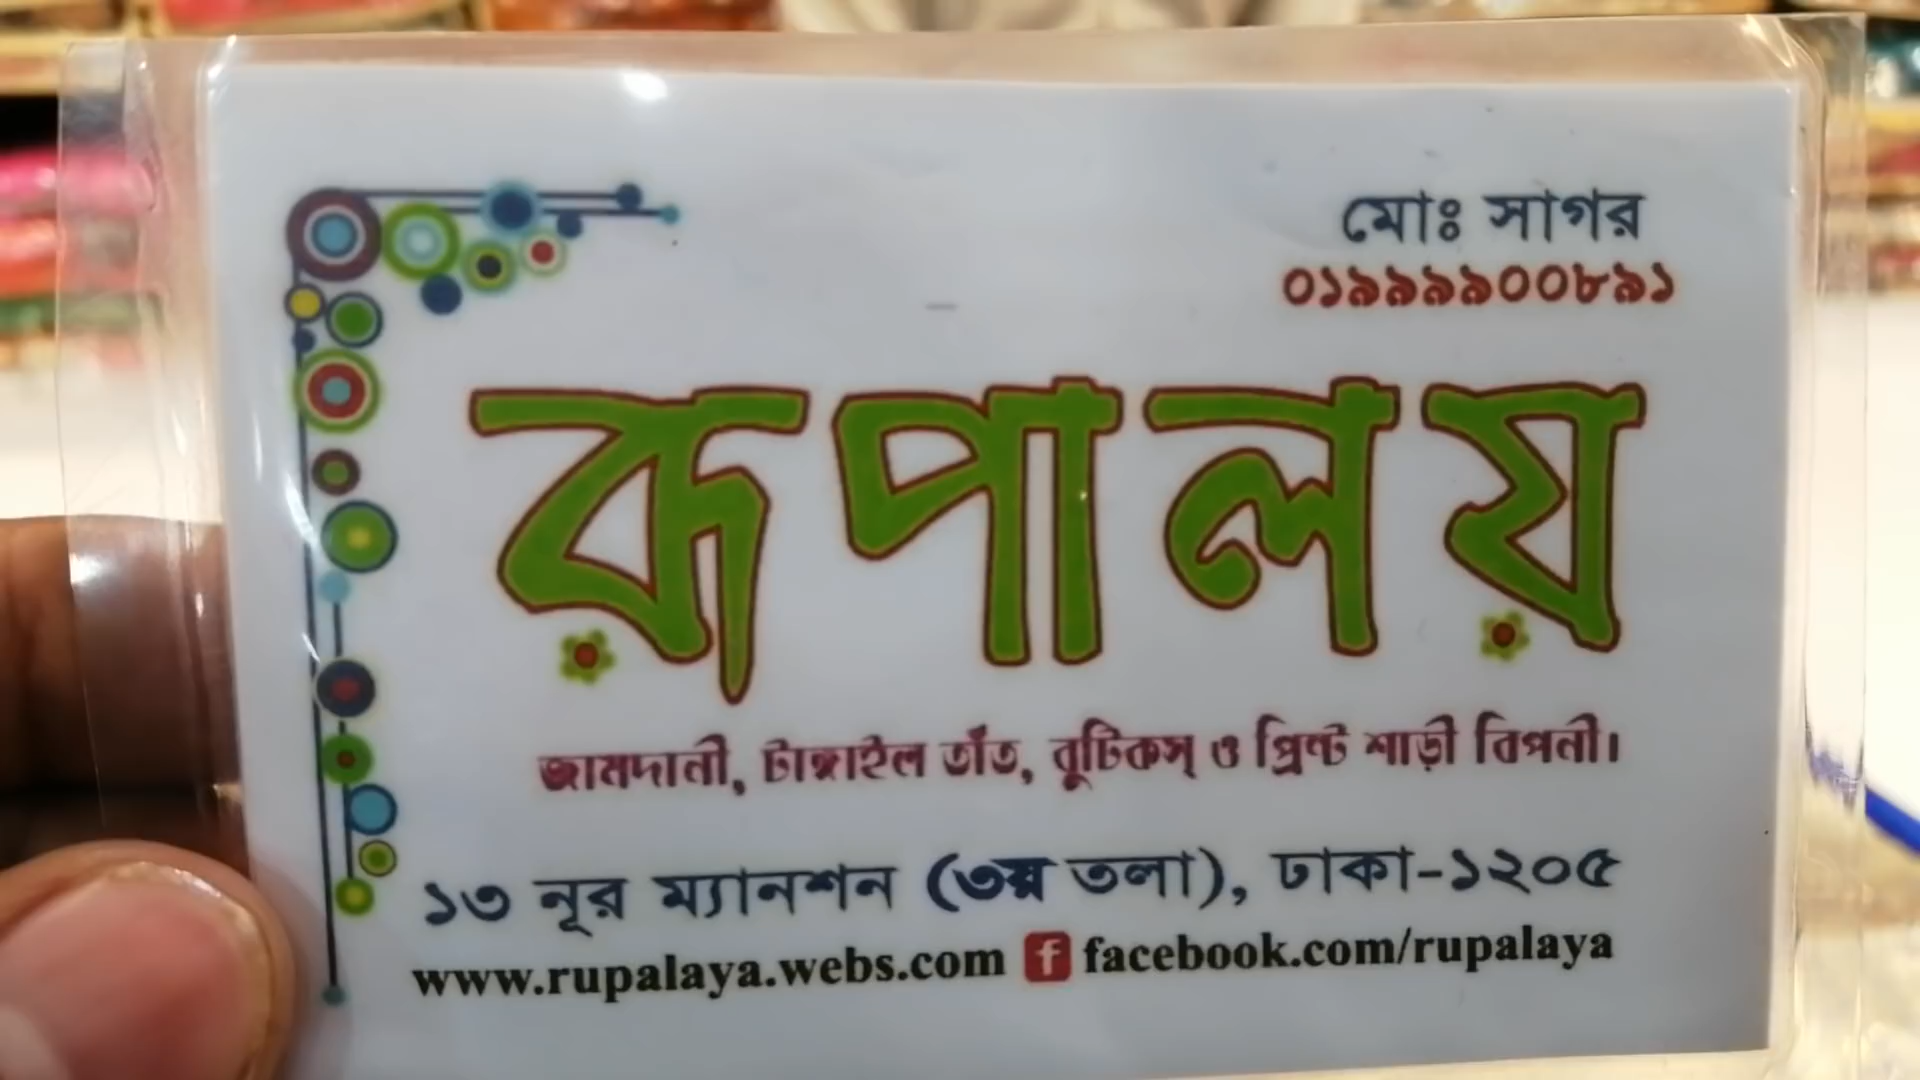 মোঃ সাগর
০১৯৯৯৯০০৮৯১
রূপালয়
জামদানী, টাঙ্গাইল তাঁত, বুটিকস্ ও প্রিন্ট শাড়ী বিপনী।
১৩ নূর ম্যানশন (৩য় তলা), ঢাকা-১২০৫
www.rupalaya.webs.com f facebook.com/rupalaya